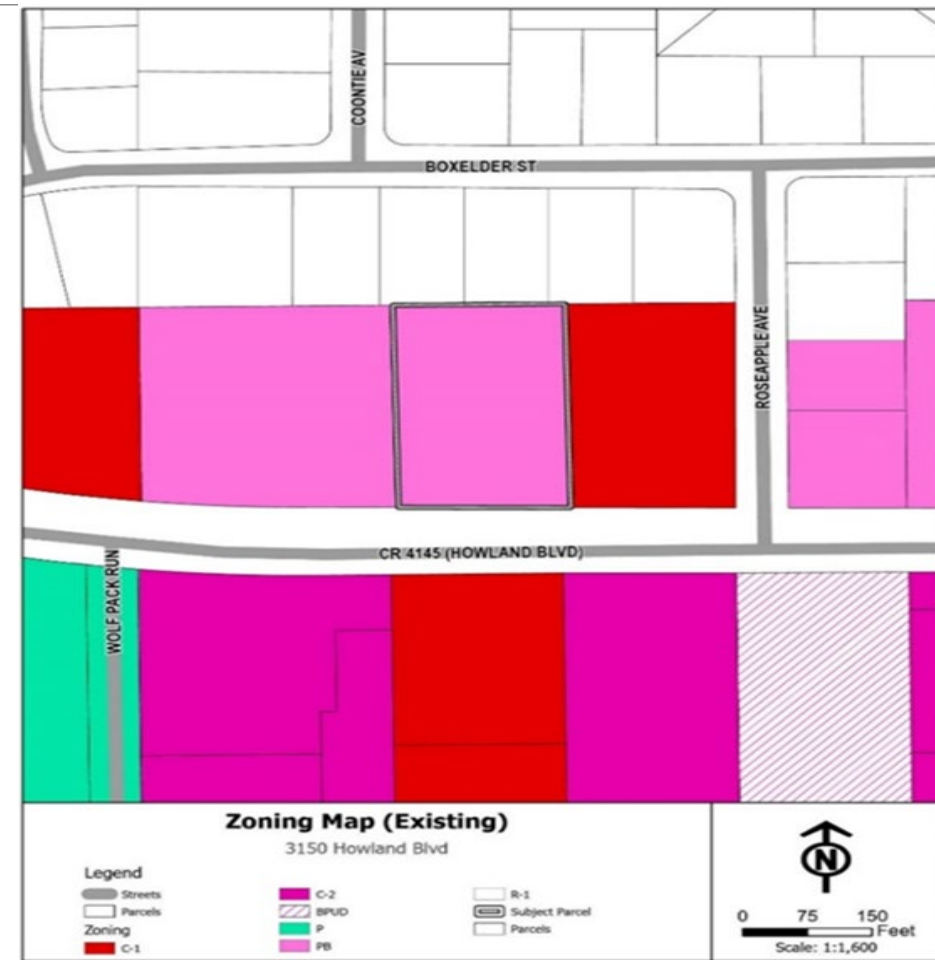 COONTIE AV
BOXELDER ST
ROSEAPPLE AVE
CR 4145 (HOWLAND BLVD)
WOLF PACK RUN
Zoning Map (Existing)
3150 Howland Blvd
Legend
Streets
Parcels
Zoning
C-1
C-2
BPUD
P
PB
R-1
Subject Parcel
Parcels
N
0 75 150
Feet
Scale: 1:1,600